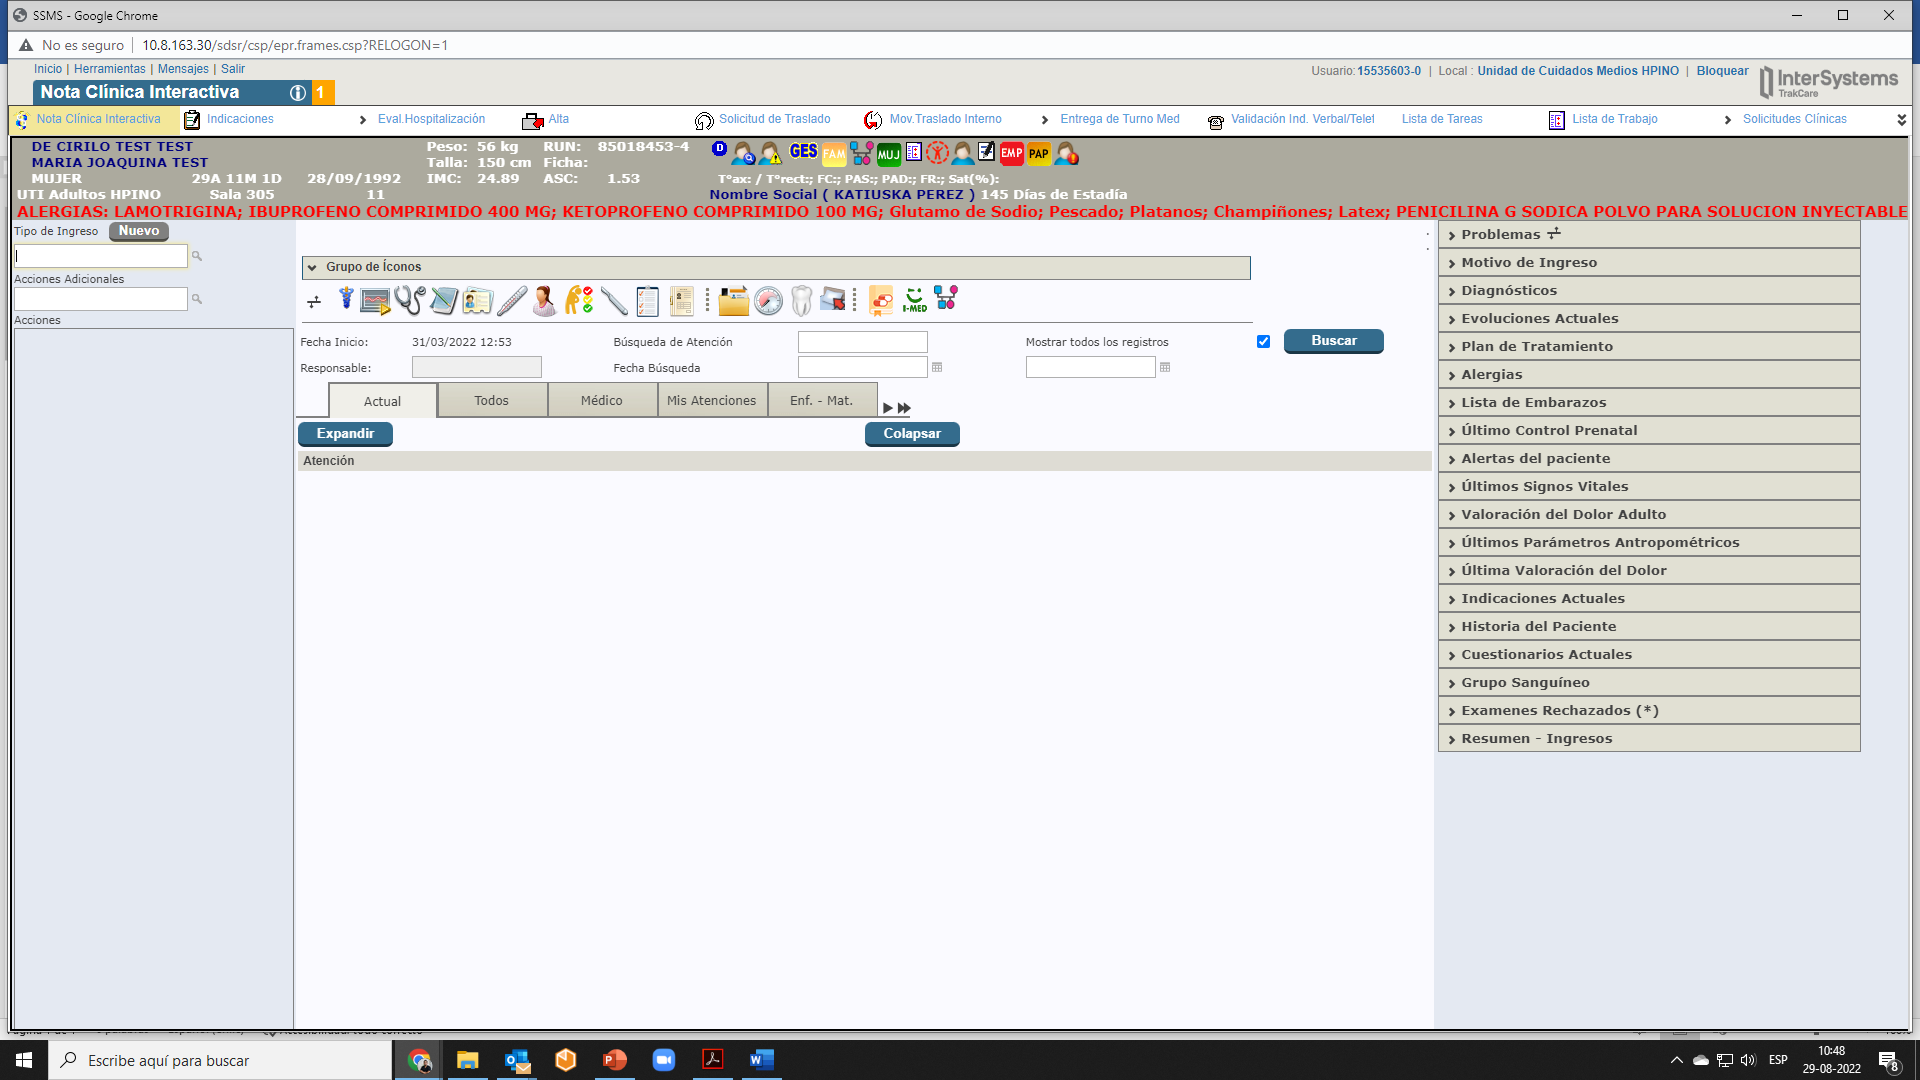 SSMS - Google Chrome
No es seguro | 10.8.163.30/sdsr/csp/epr.frames.csp?RELOGON=1
Inicio | Herramientas | Mensajes | Salir
Usuario:15535603-0 | Local : Unidad de Cuidados Medios HPINO | Bloquear
InterSystems
TrakCare
Nota Clínica Interactiva 1
Nota Clínica Interactiva Indicaciones Eval.Hospitalización Alta Solicitud de Traslado Mov.Traslado Interno Entrega de Turno Med Validación Ind. Verbal/Telef Lista de Tareas Lista de Trabajo Solicitudes Clínicas
DE CIRILO TEST TEST Peso: 56 kg RUN: 85018453-4 D GES FAM MUJ EMP PAP
MARIA JOAQUINA TEST Talla: 150 cm Ficha:
MUJER 29A 11M 1D 28/09/1992 IMC: 24.89 ASC: 1.53 T°ax: / T°rect:; FC:; PAS:; PAD:; FR:; Sat(%):
UTI Adultos HPINO Sala 305 11 Nombre Social ( KATIUSKA PEREZ ) 145 Días de Estadía
ALERGIAS: LAMOTRIGINA; IBUPROFENO COMPRIMIDO 400 MG; KETOPROFENO COMPRIMIDO 100 MG; Glutamo de Sodio; Pescado; Platanos; Champiñones; Latex; PENICILINA G SODICA POLVO PARA SOLUCION INYECTABLE
Tipo de Ingreso Nuevo
Acciones Adicionales
Acciones
Grupo de Íconos
I-MED
Fecha Inicio: 31/03/2022 12:53 Búsqueda de Atención Mostrar todos los registros Buscar
Responsable: Fecha Búsqueda
Actual Todos Médico Mis Atenciones Enf. - Mat.
Expandir Colapsar
Atención
Problemas
Motivo de Ingreso
Diagnósticos
Evoluciones Actuales
Plan de Tratamiento
Alergias
Lista de Embarazos
Último Control Prenatal
Alertas del paciente
Últimos Signos Vitales
Valoración del Dolor Adulto
Últimos Parámetros Antropométricos
Última Valoración del Dolor
Indicaciones Actuales
Historia del Paciente
Cuestionarios Actuales
Grupo Sanguíneo
Examenes Rechazados (*)
Resumen - Ingresos
Escribe aquí para buscar
ESP
10:48
29-08-2022
8